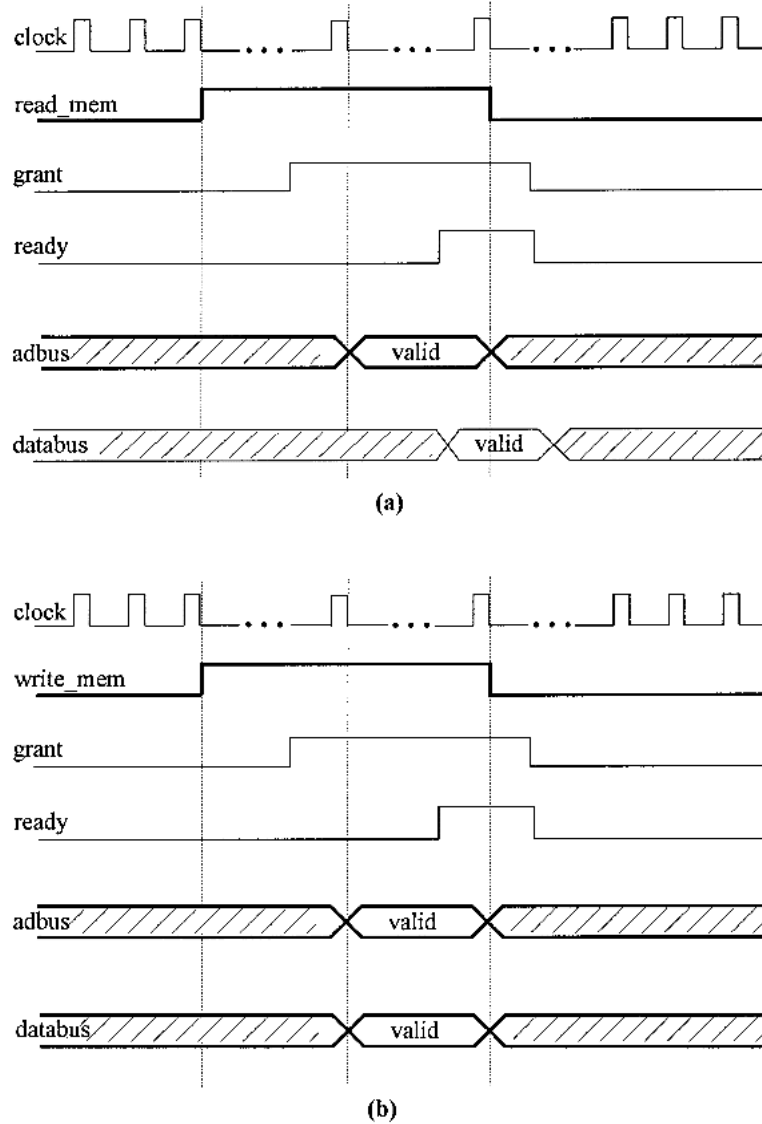 clock
read_mem
grant
ready
adbus valid
databus valid
(a)
clock
write_mem
grant
ready
adbus valid
databus valid
(b)